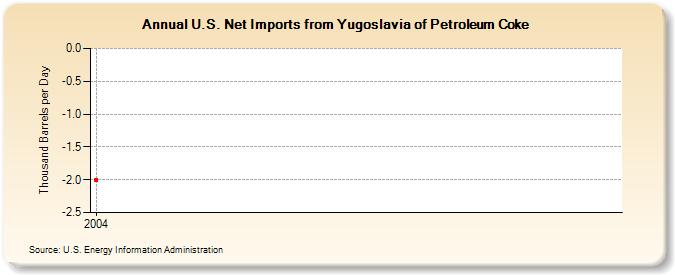 Annual U.S. Net Imports from Yugoslavia of Petroleum Coke
Thousand Barrels per Day
0.0
-0.5
-1.0
-1.5
-2.0
-2.5
2004
Source: U.S. Energy Information Administration